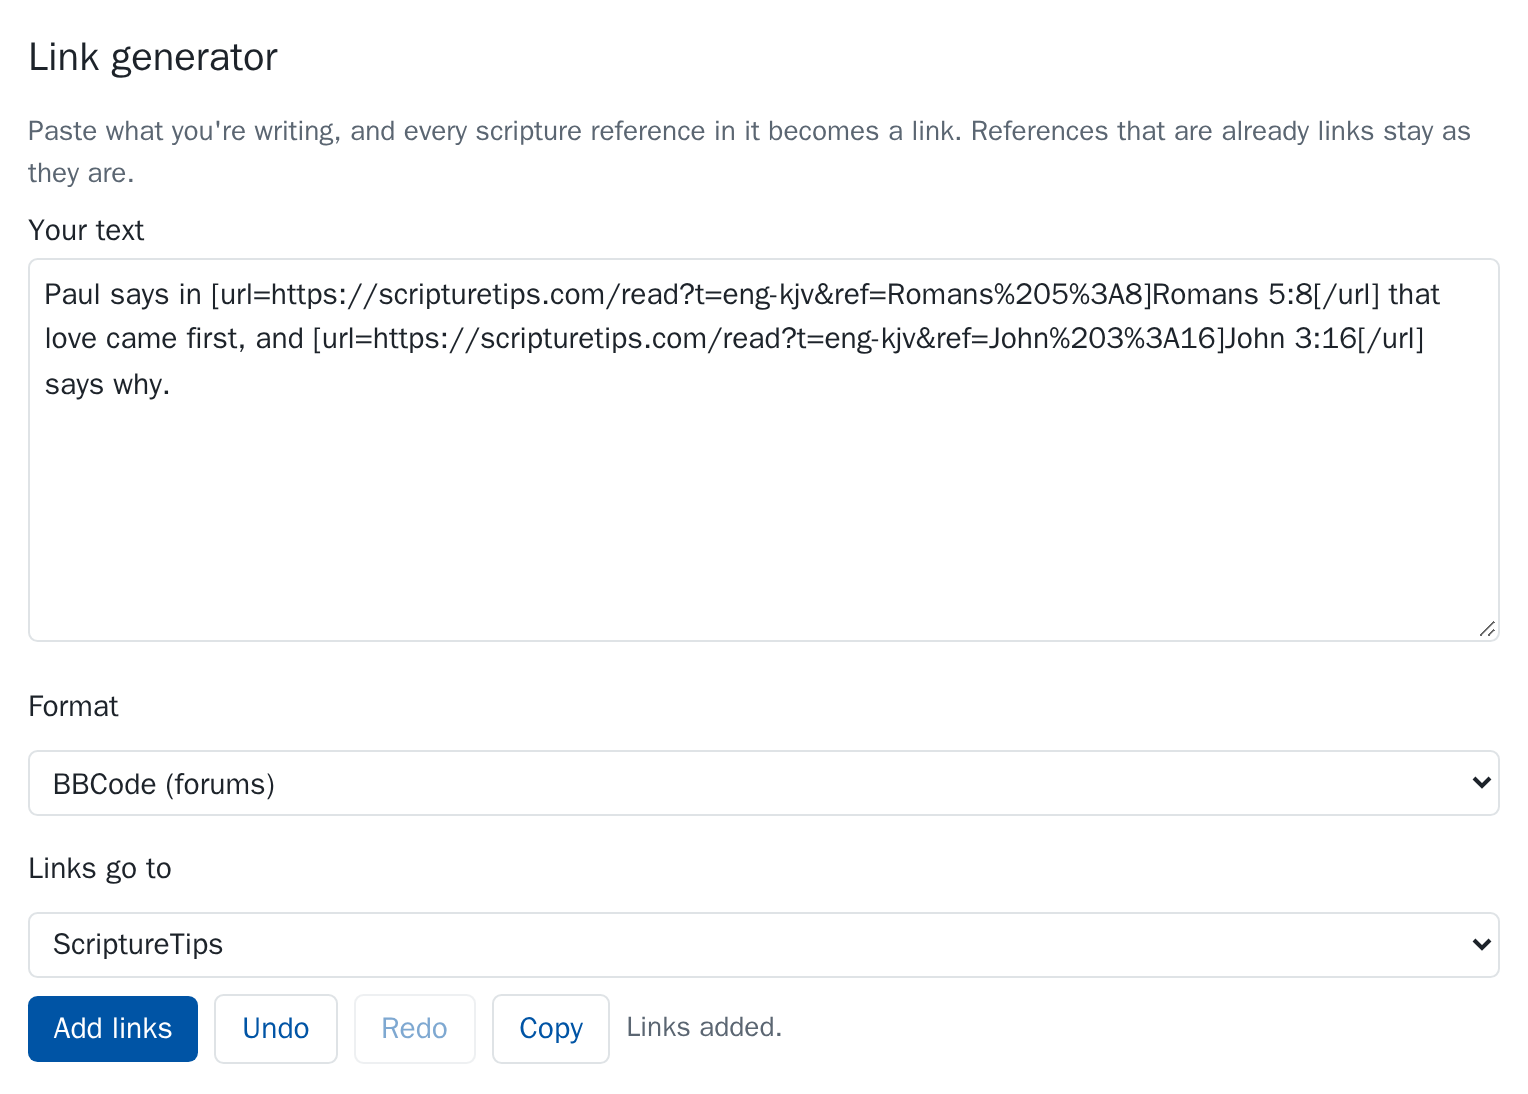 Link generator
Paste what you're writing, and every scripture reference in it becomes a link. References that are already links stay as
they are.
Your text
Paul says in [url=https://scripturetips.com/read?t=eng-kjv&ref=Romans%205%3A8]Romans 5:8[/url] that
love came first, and [url=https://scripturetips.com/read?t=eng-kjv&ref=John%203%3A16]John 3:16[/url]
says why.
Format
BBCode (forums)
Links go to
ScriptureTips
Add links Undo Redo Copy Links added.